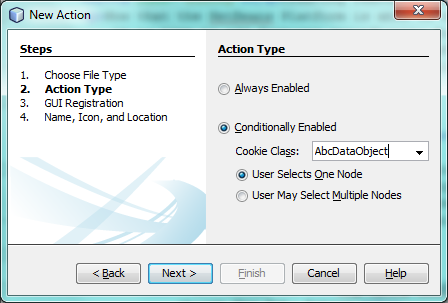 New Action
Steps
1. Choose File Type
2. Action Type
3. GUI Registration
4. Name, Icon, and Location
Action Type
Always Enabled
Conditionally Enabled
Cookie Class: AbcDataObject
User Selects One Node
User May Select Multiple Nodes
< Back Next > Finish Cancel Help